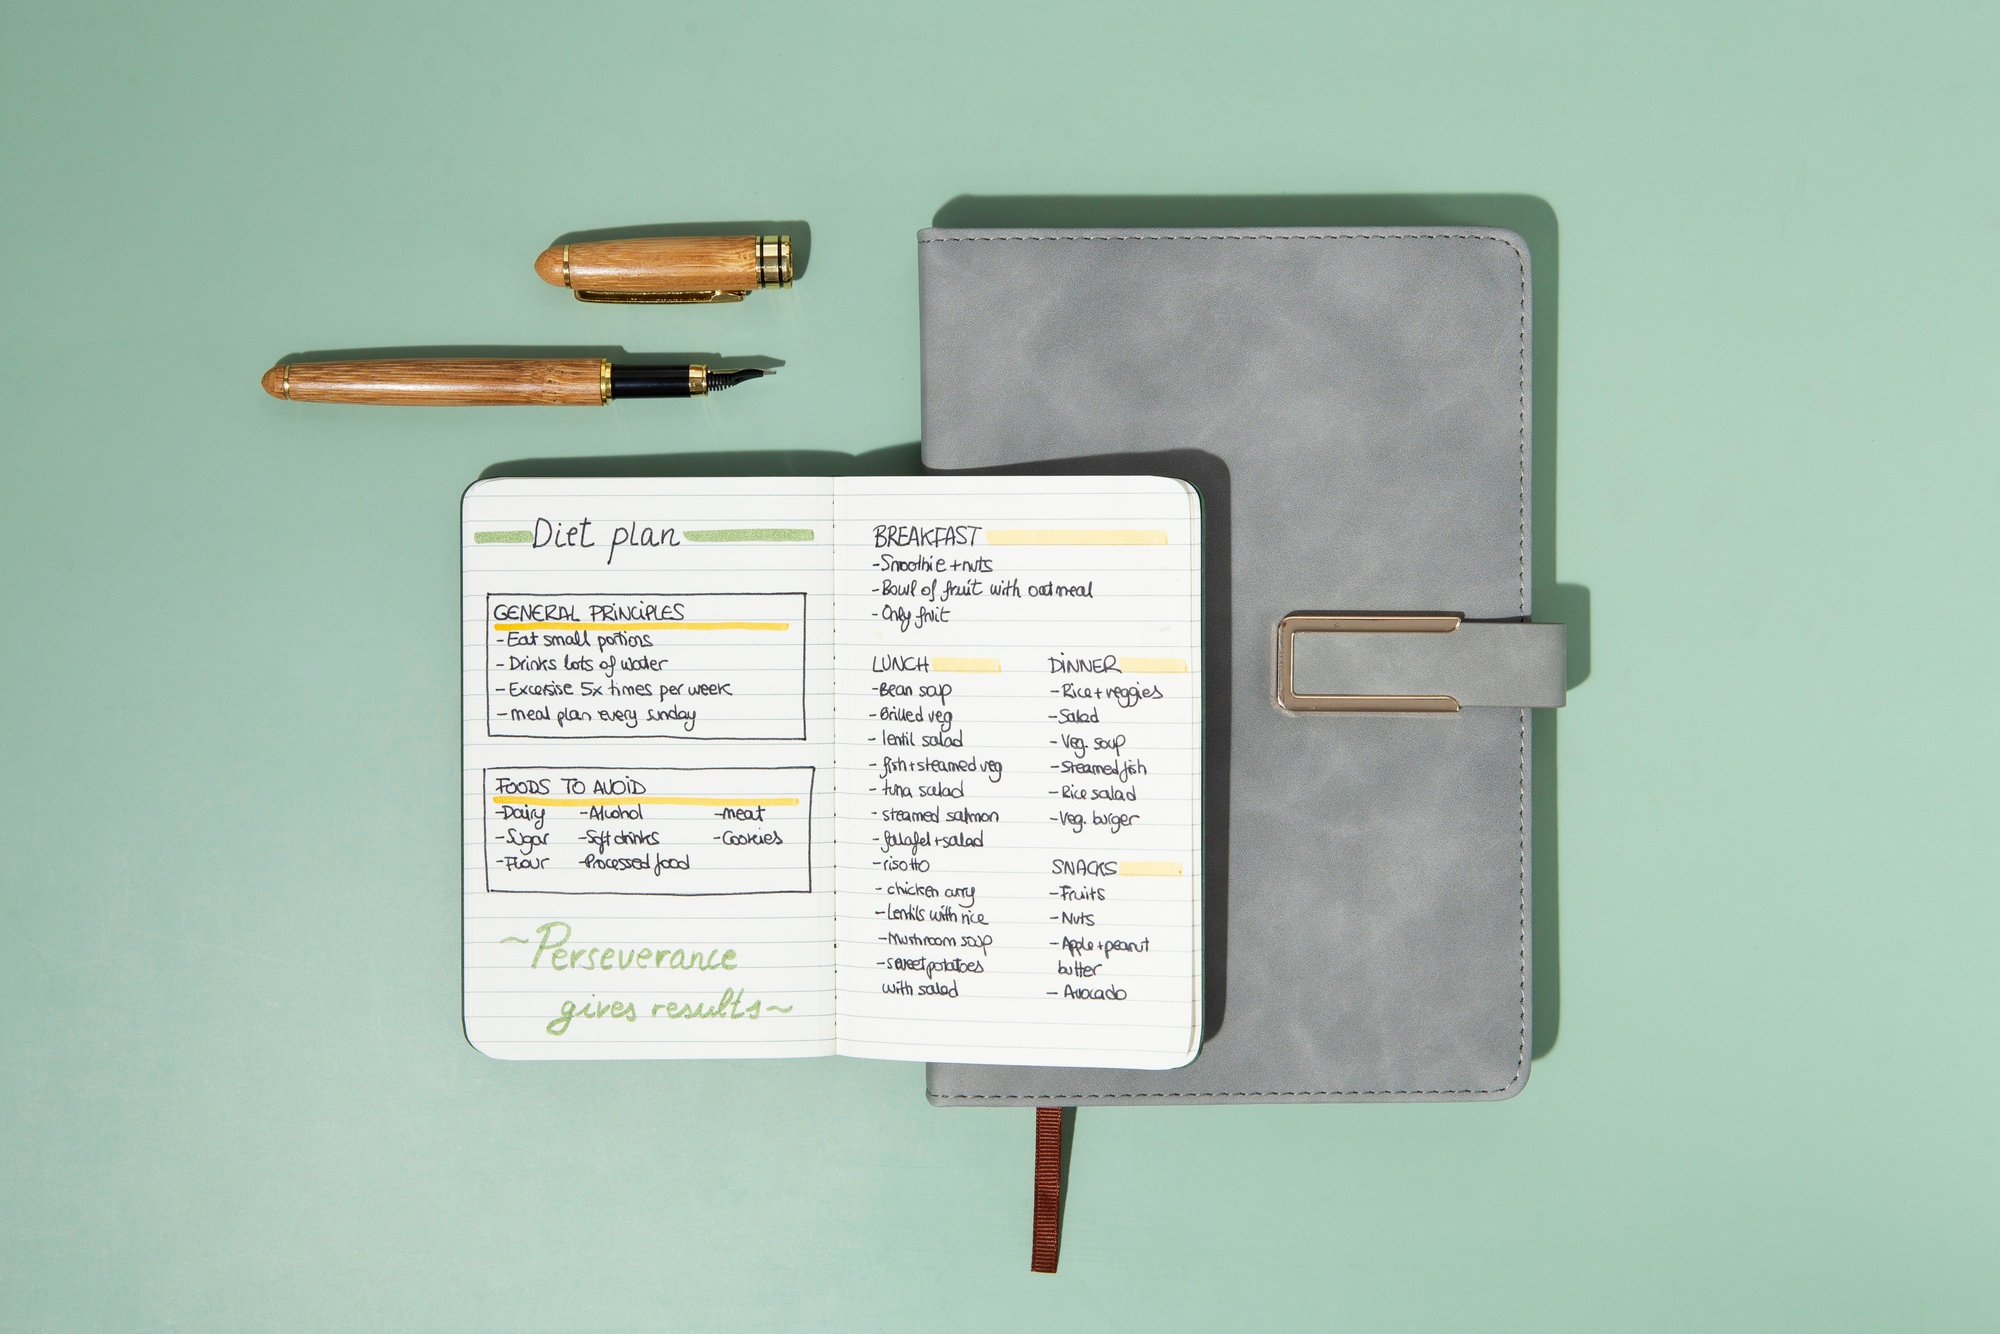 Diet plan
GENERAL PRINCIPLES
-Eat small portions
-Drinks lots of water
-Excersise 5x times per week
-meal plan every sunday
FOODS TO AVOID
-Dairy -Alcohol -meat
-Sugar -Soft drinks -Cookies
-Flour -Processed food
~Perseverance
gives results~
BREAKFAST
-Smoothie + nuts
-Bowl of fruit with oatmeal
-Only fruit
LUNCH
-Bean soup
-Grilled veg
-lentil salad
-fish + steamed veg
-tuna salad
-steamed salmon
-falafel + salad
-risotto
-chicken curry
-Lentils with rice
-Mushroom soup
-sweet potatoes
with salad
DINNER
-Rice + veggies
-Salad
-Veg. soup
-Steamed fish
-Rice salad
-Veg. burger
SNACKS
-Fruits
-Nuts
-Apple + peanut
butter
-Avocado